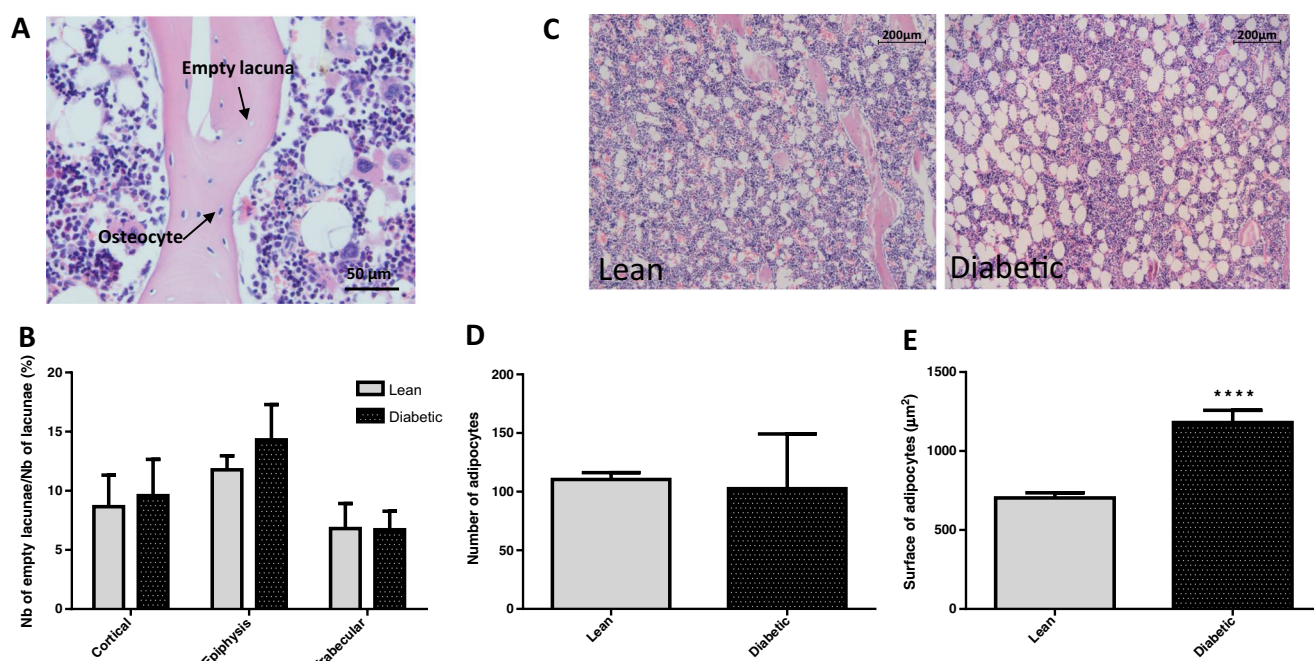 A
Empty lacuna
Osteocyte
50 µm
C
200µm
Lean
200µm
Diabetic
B
Nb of empty lacunae/Nb of lacunae (%)
20
15
10
5
0
Lean
Diabetic
Cortical
Epiphysis
D
Number of adipocytes
200
150
100
50
0
Lean
Diabetic
E
Surface of adipocytes (µm²)
1500
1000
500
0
****
Lean
Diabetic